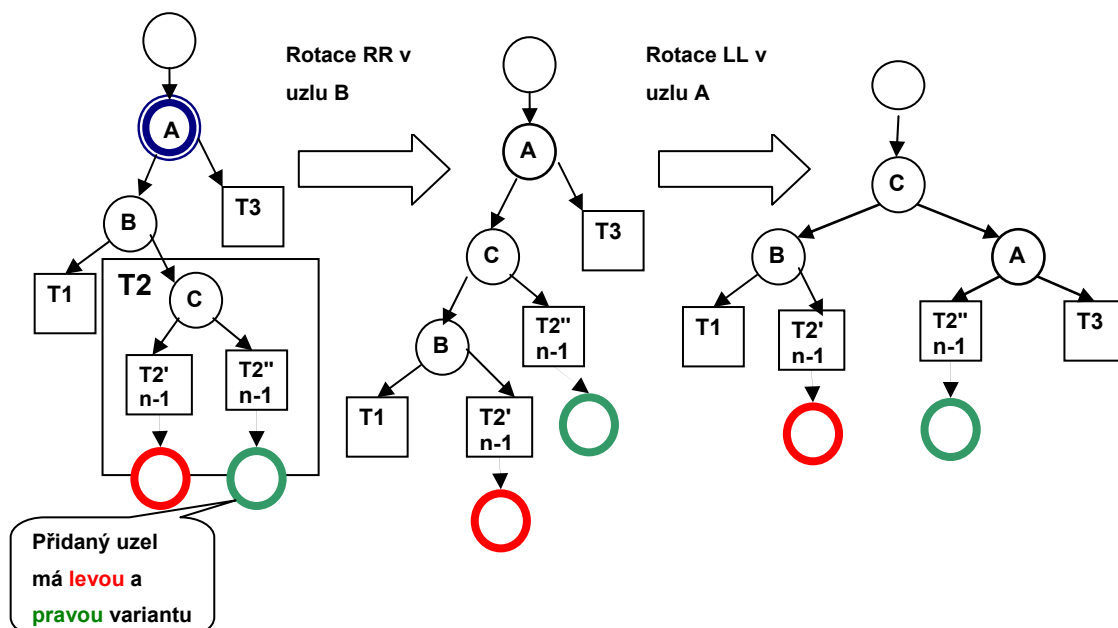 Rotace RR v
uzlu B
Rotace LL v
uzlu A
A
T3
B
T1
T2
C
T2'
n-1
T2''
n-1
Přidaný uzel
má levou a
pravou variantu
A
T3
C
T2''
n-1
B
T1
T2'
n-1
C
B
A
T1
T2'
n-1
T2''
n-1
T3